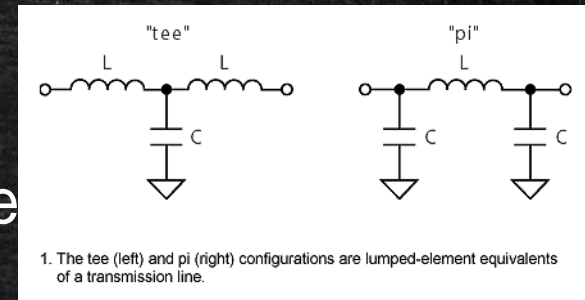 "tee"
"pi"
L
L
L
C
C
C
e
1. The tee (left) and pi (right) configurations are lumped-element equivalents
of a transmission line.